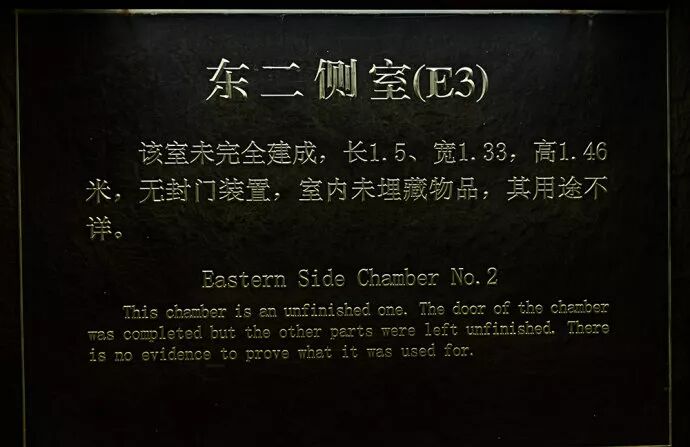 东二侧室(E3)
该室未完全建成，长1.5、宽1.33，高1.46
米，无封门装置，室内未埋藏物品，其用途不
详。
Eastern Side Chamber No.2
This chamber is an unfinished one. The door of the chamber
was completed but the other parts were left unfinished. There
is no evidence to prove what it was used for.